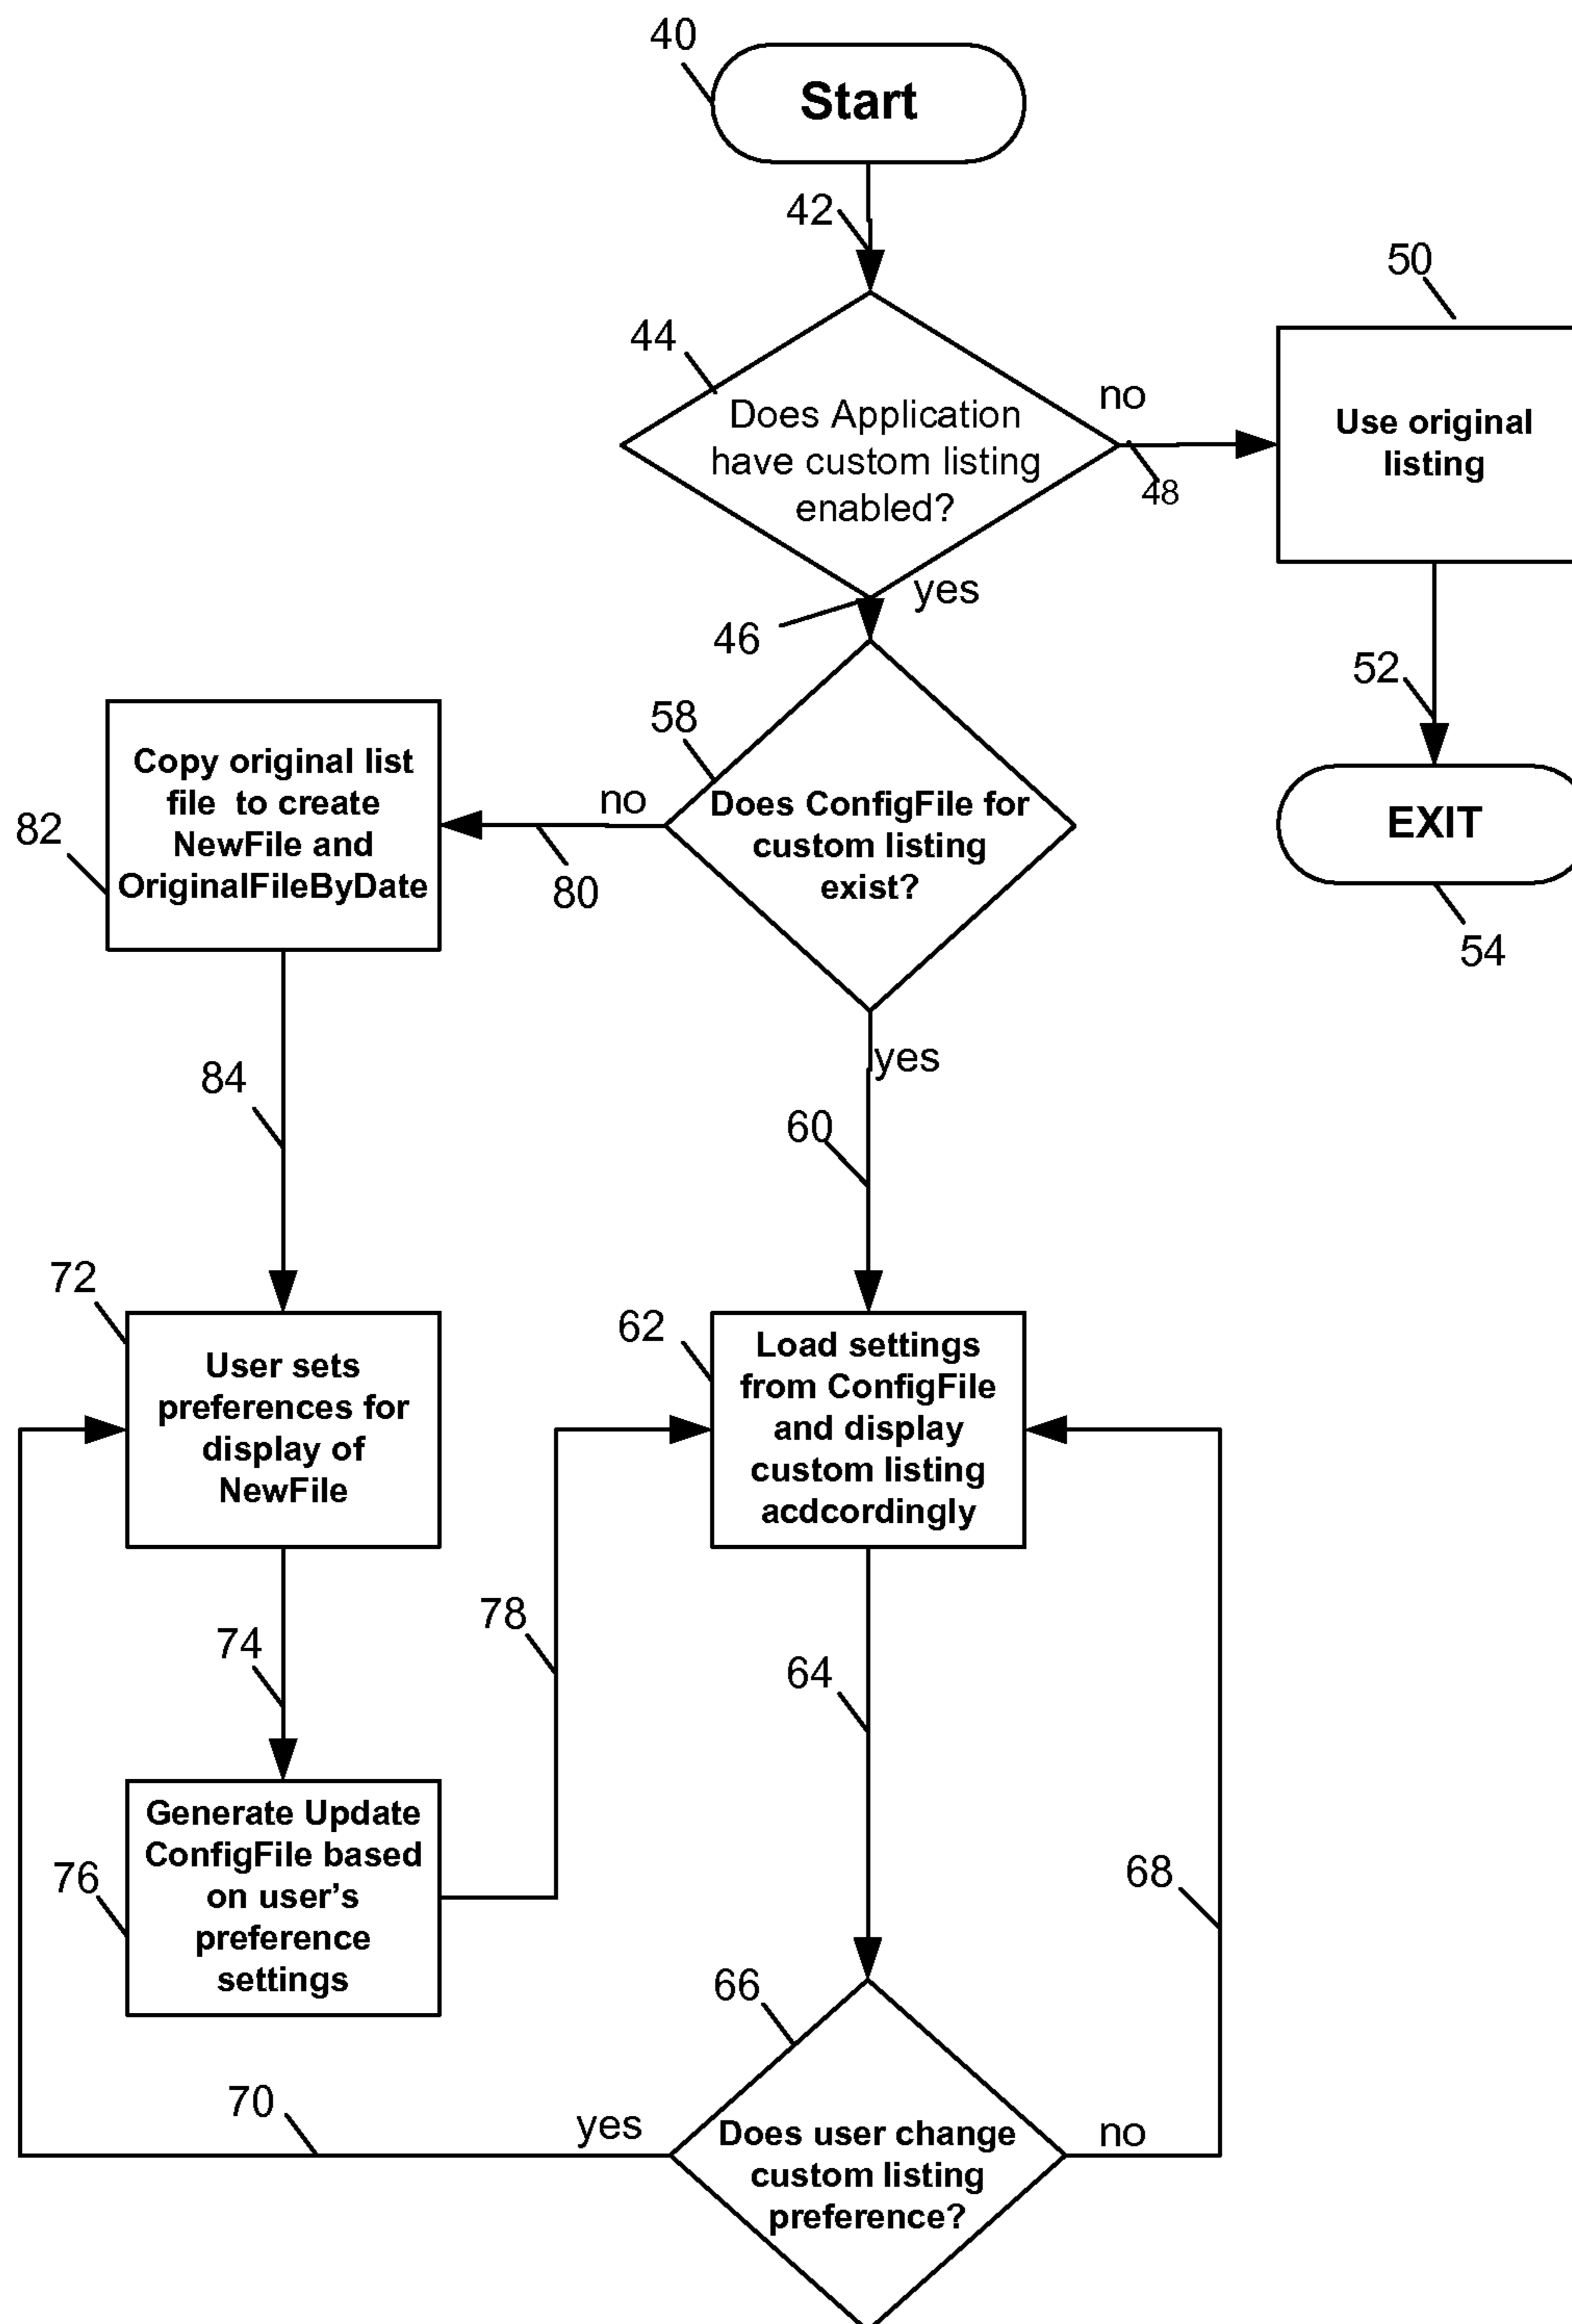 40
Start
42
50
44
Does Application
have custom listing
enabled?
no
48
Use original
listing
yes
46
52
58
Copy original list
file to create
NewFile and
OriginalFileByDate
82
no
80
Does ConfigFile for
custom listing
exist?
EXIT
54
yes
84
60
72
62
User sets
preferences for
display of
NewFile
Load settings
from ConfigFile
and display
custom listing
acdcordingly
78
74
64
Generate Update
ConfigFile based
on user's
preference
settings
76
68
66
70
yes
Does user change
custom listing
preference?
no